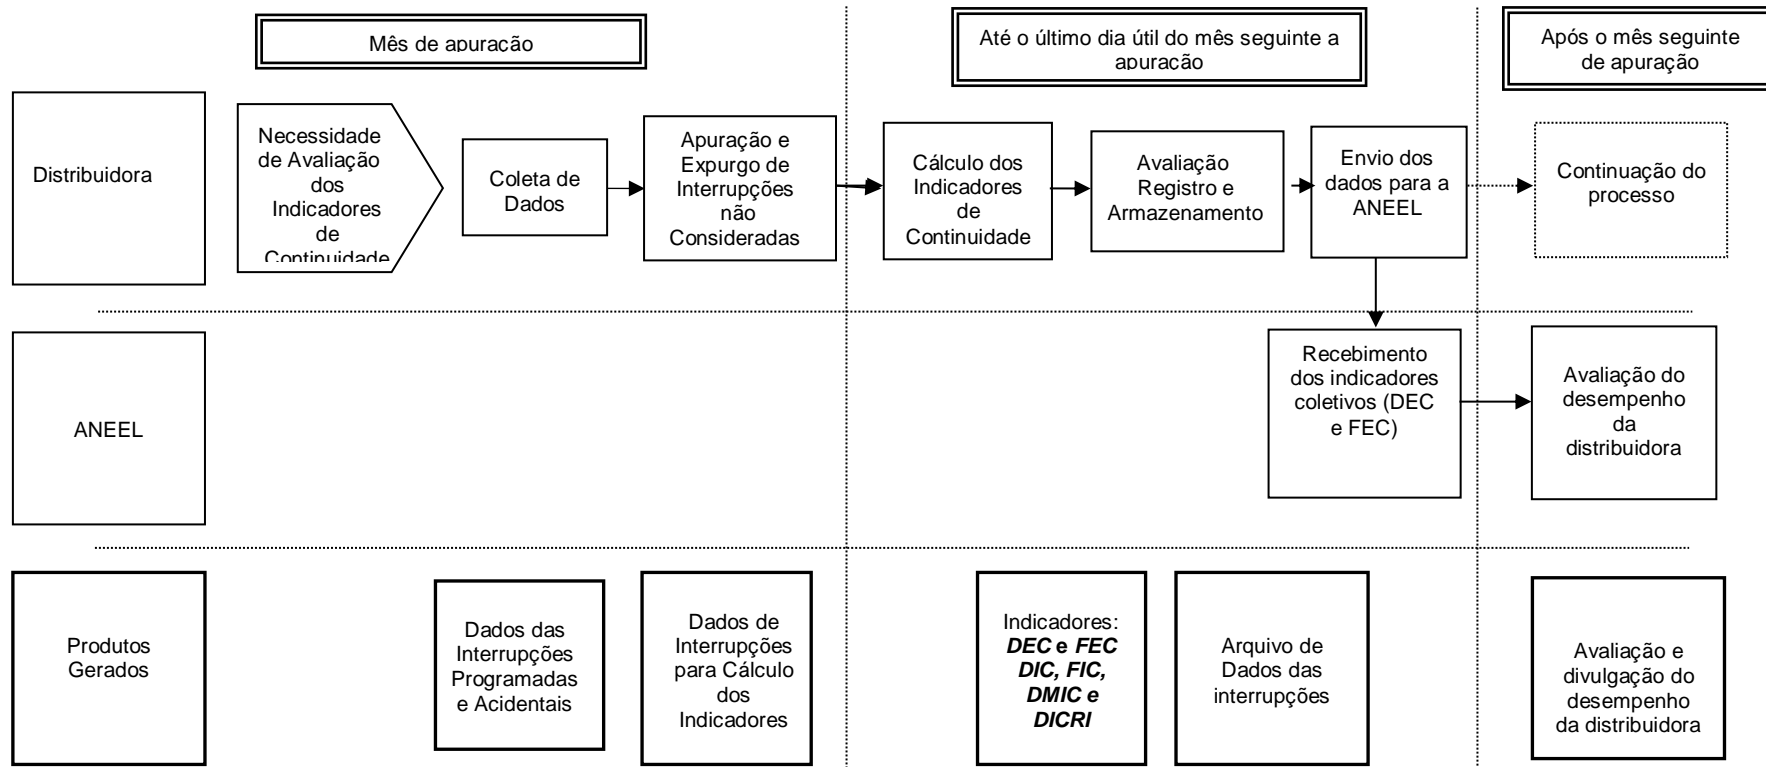 Mês de apuração
Até o último dia útil do mês seguinte a
apuração
Após o mês seguinte
de apuração
Distribuidora
Necessidade
de Avaliação
dos
Indicadores
de
Continuidade
Coleta de
Dados
Apuração e
Expurgo de
Interrupções
não
Consideradas
Cálculo dos
Indicadores
de
Continuidade
Avaliação
Registro e
Armazenamento
Envio dos
dados para a
ANEEL
Continuação do
processo
ANEEL
Recebimento
dos indicadores
coletivos (DEC
e FEC)
Avaliação do
desempenho
da
distribuidora
Produtos
Gerados
Dados das
Interrupções
Programadas
e Acidentais
Dados de
Interrupções
para Cálculo
dos
Indicadores
Indicadores:
DEC e FEC
DIC, FIC,
DMIC e
DICRI
Arquivo de
Dados das
interrupções
Avaliação e
divulgação do
desempenho
da distribuidora